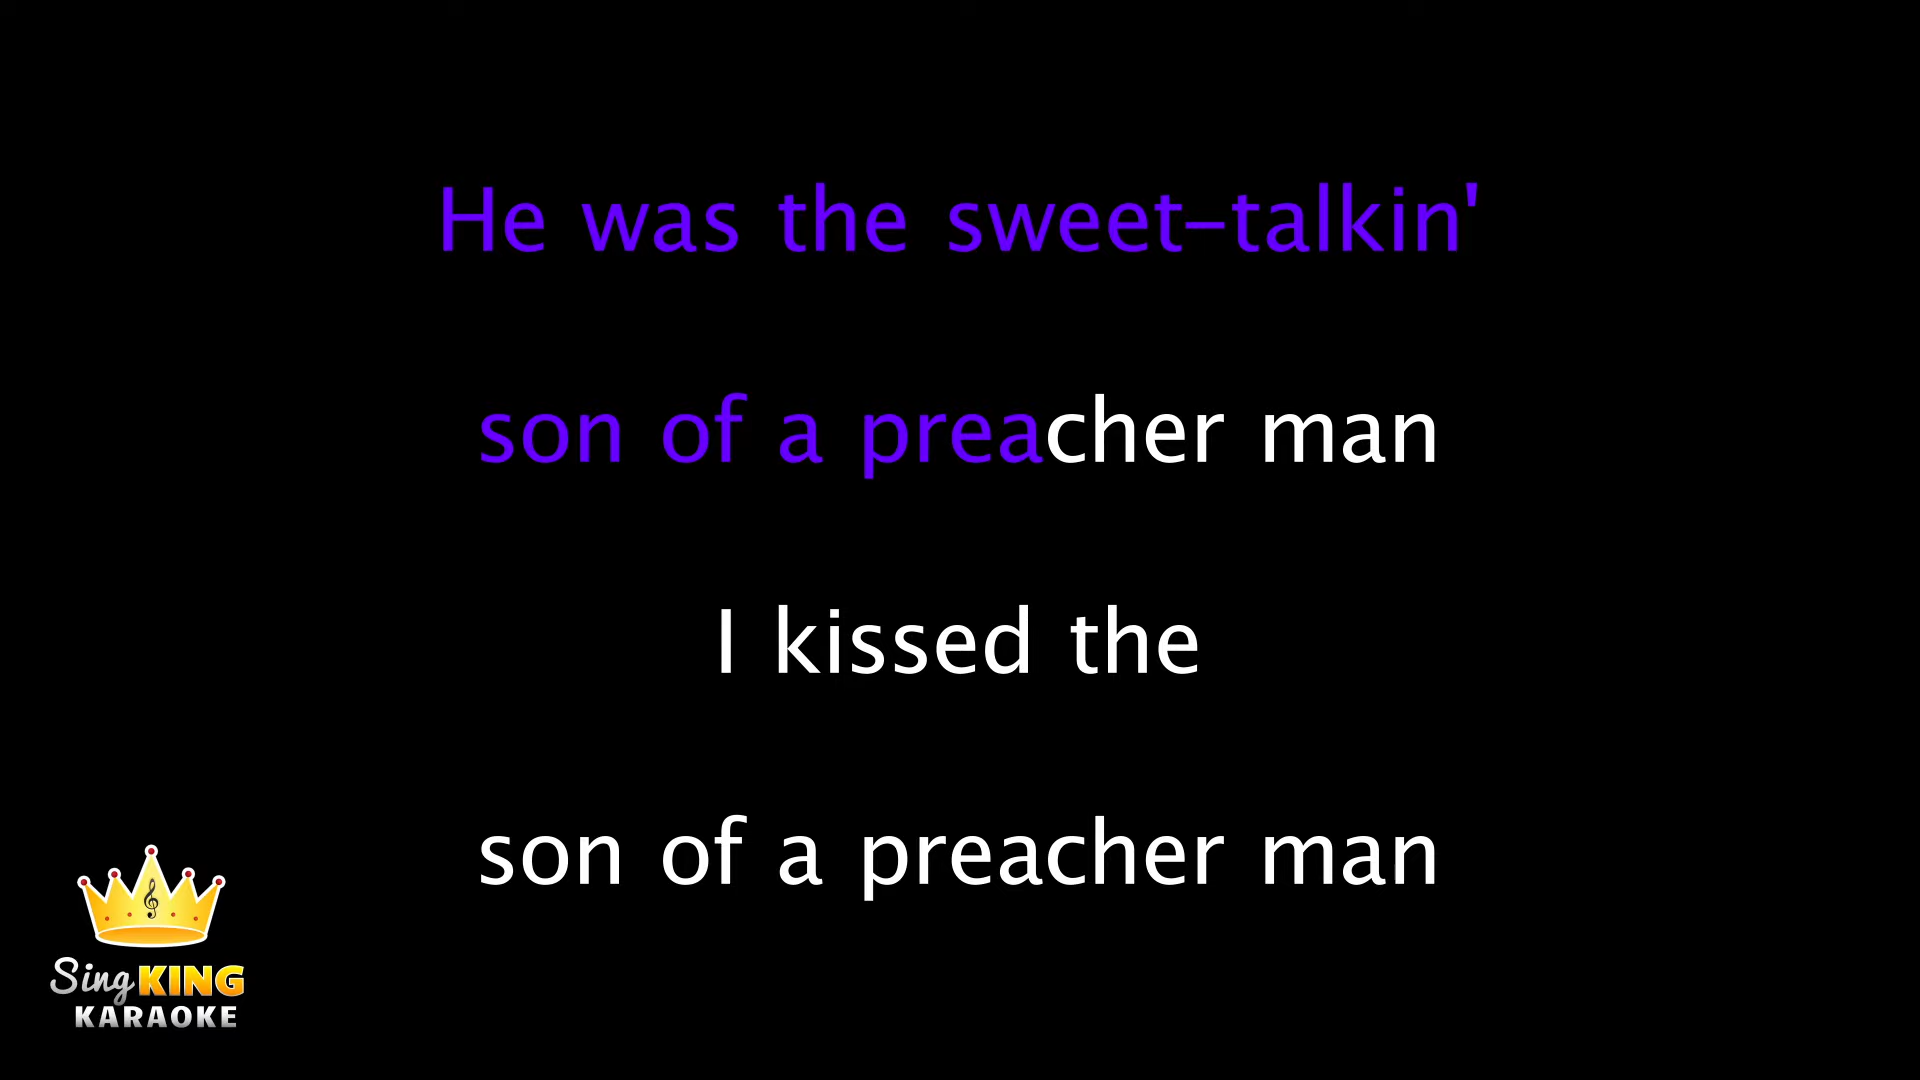 He was the sweet-talkin'
son of a preacher man
I kissed the
son of a preacher man
Sing KING
KARAOKE